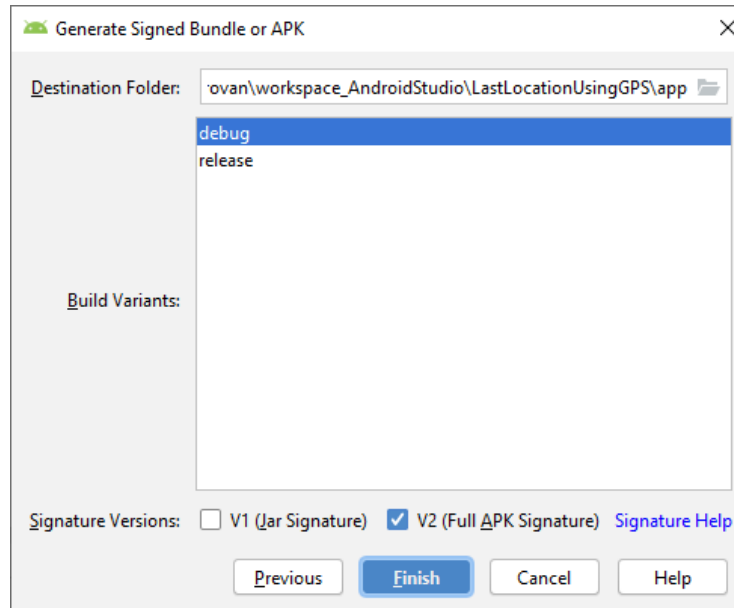 Generate Signed Bundle or APK
Destination Folder: ovan\workspace_AndroidStudio\LastLocationUsingGPS\app
debug
release
Build Variants:
Signature Versions: V1 (Jar Signature) V2 (Full APK Signature) Signature Help
Previous Finish Cancel Help